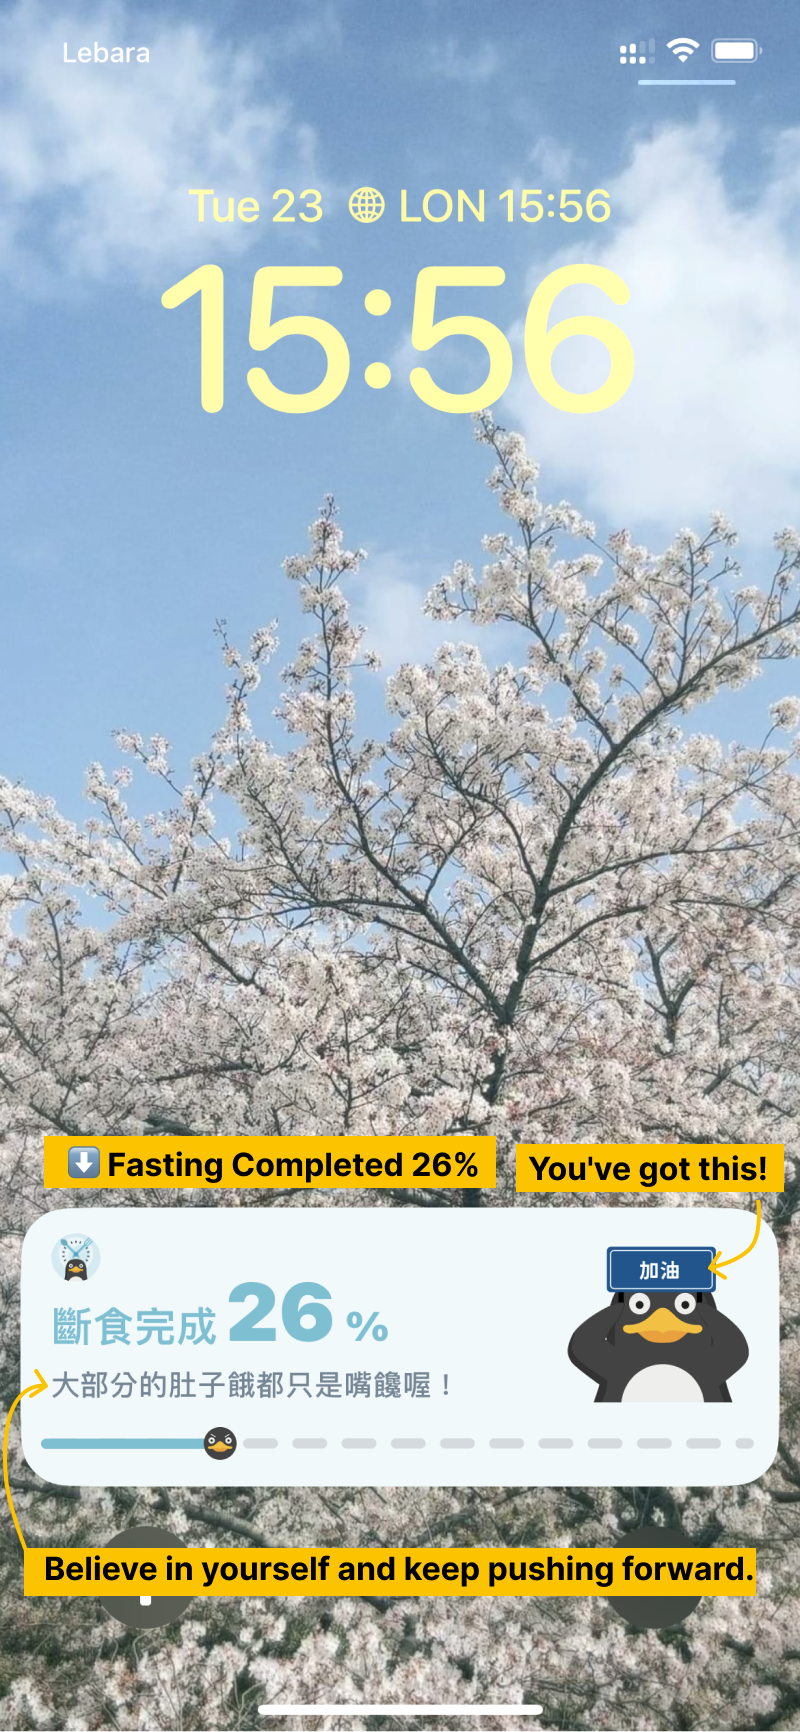 Lebara
Tue 23 LON 15:56
15:56
⬇️ Fasting Completed 26%
You've got this!
加油
斷食完成 26 %
大部分的肚子餓都只是嘴饞喔！
Believe in yourself and keep pushing forward.